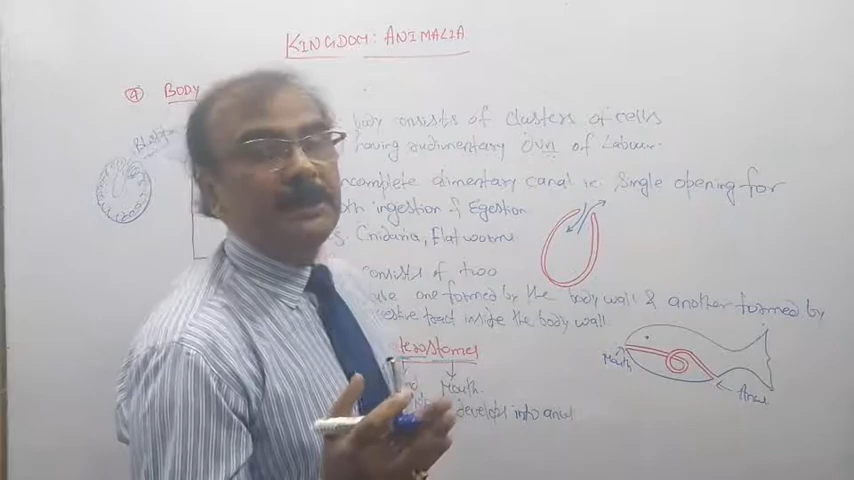 KINGDOM: ANIMALIA
④ BODY
body consists of clusters of cells
having rudimentary divn of Labour.
incomplete alimentary canal i.e. Single opening for
ingestion & Egestion
Cnidaria, Flatworms
consists of two
one formed by the body wall & another formed by
tract inside the body wall.
Mouth
Anus
Mouth.
develops into anus